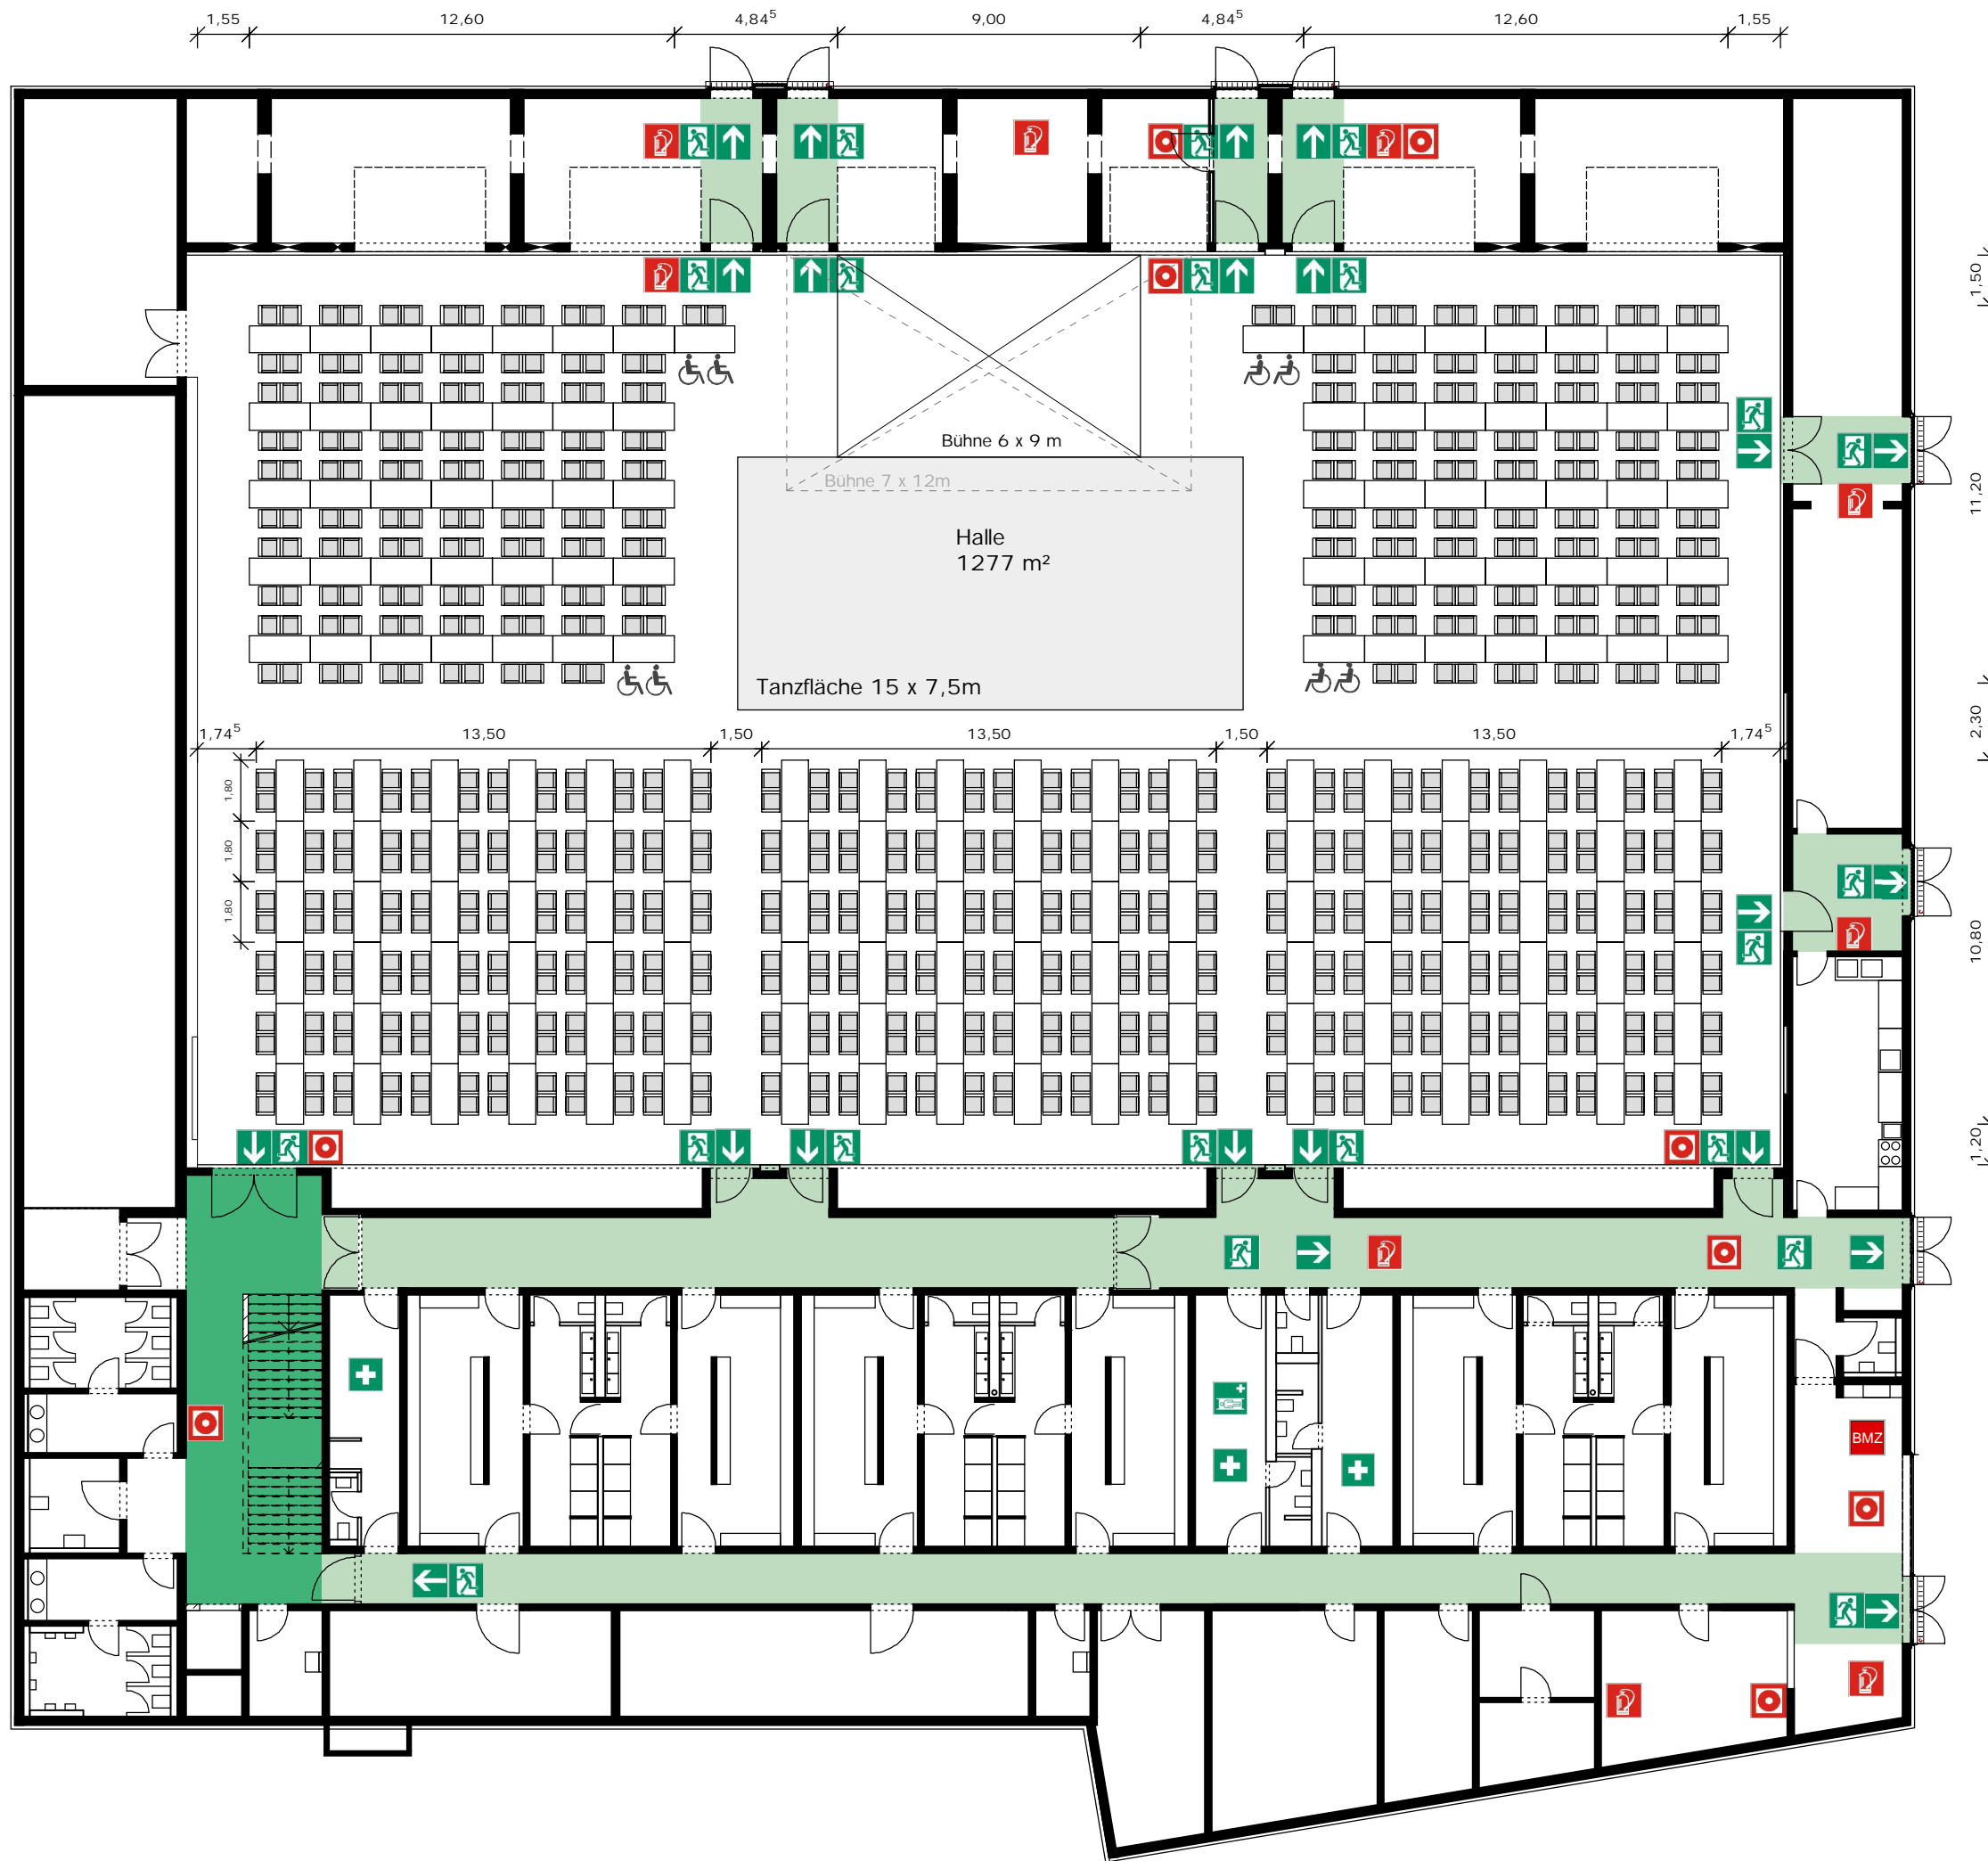 1,55 12,60 4,84⁵ 9,00 4,84⁵ 12,60 1,55
1,50
Bühne 6 x 9 m
Bühne 7 x 12m
11,20
Halle
1277 m²
Tanzfläche 15 x 7,5m
2,30
1,74⁵ 13,50 1,50 13,50 1,50 13,50 1,74⁵
1,80
1,80
1,80
10,80
1,20
BMZ